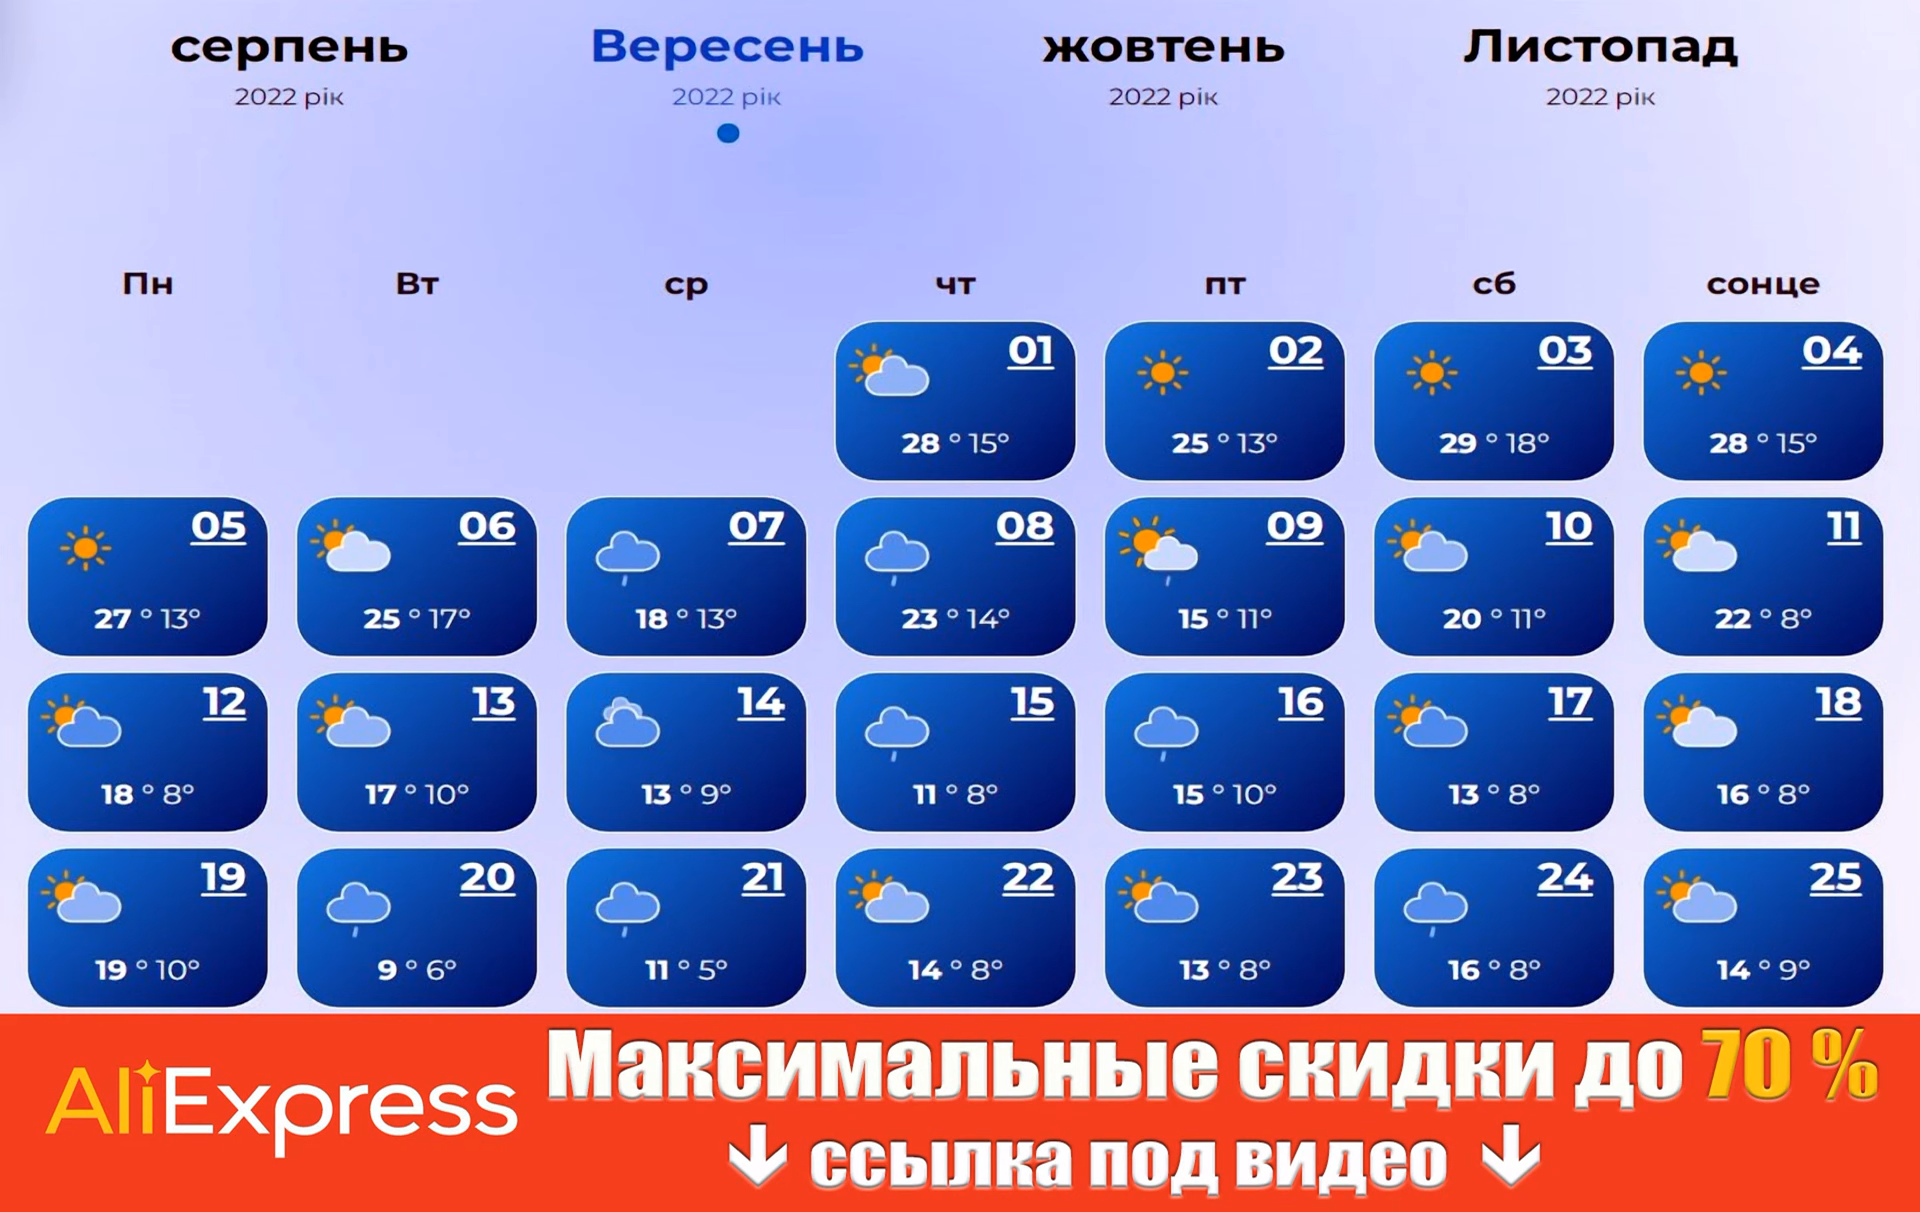 серпень Вересень жовтень Листопад
2022 рік 2022 рік 2022 рік 2022 рік
Пн Вт ср чт пт сб сонце
01 02 03 04
28 ° 15° 25 ° 13° 29 ° 18° 28 ° 15°
05 06 07 08 09 10 11
27 ° 13° 25 ° 17° 18 ° 13° 23 ° 14° 15 ° 11° 20 ° 11° 22 ° 8°
12 13 14 15 16 17 18
18 ° 8° 17 ° 10° 13 ° 9° 11 ° 8° 15 ° 10° 13 ° 8° 16 ° 8°
19 20 21 22 23 24 25
19 ° 10° 9 ° 6° 11 ° 5° 14 ° 8° 13 ° 8° 16 ° 8° 14 ° 9°
AliExpress Максимальные скидки до 70 %
↓ ссылка под видео ↓